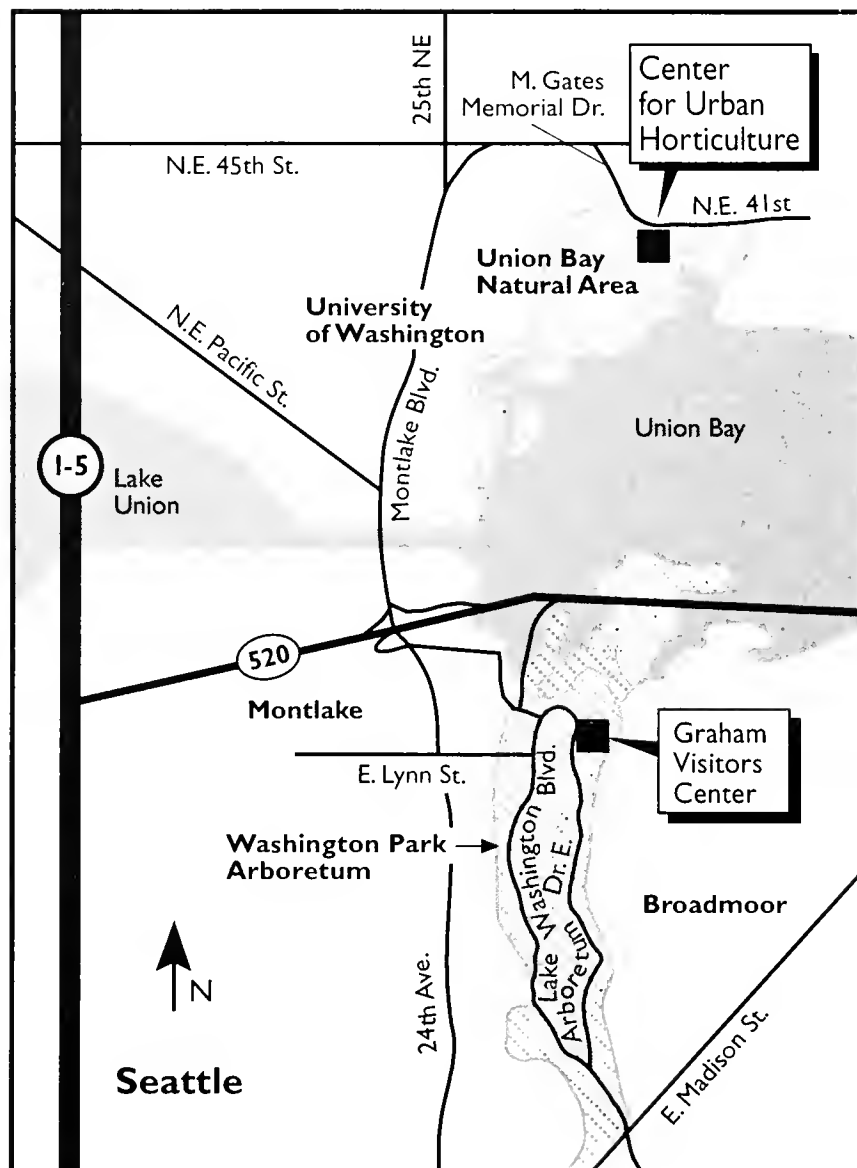 25th NE
M. Gates
Memorial Dr.
Center
for Urban
Horticulture
N.E. 45th St.
N.E. 41st
Union Bay
Natural Area
University
of Washington
N.E. Pacific St.
Montlake Blvd.
Union Bay
I-5
Lake
Union
520
Montlake
Graham
Visitors
Center
E. Lynn St.
Lake Washington Blvd.
Arboretum Dr. E.
Washington Park
Arboretum
Broadmoor
N
24th Ave.
E. Madison St.
Seattle